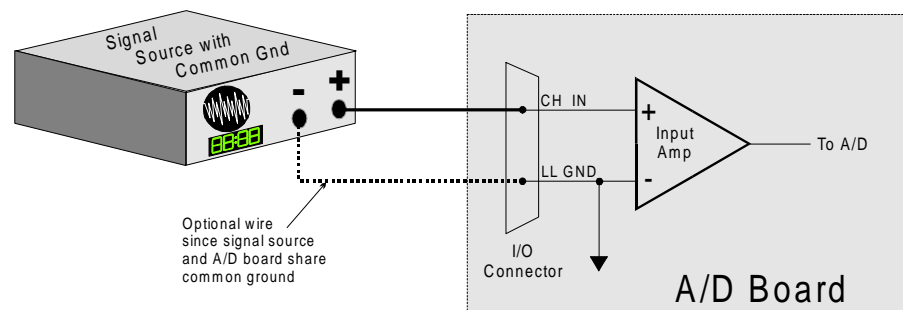 Signal
Source with
Common Gnd
- +
88:88
CH IN
+
Input
Amp
To A/D
LL GND
-
Optional wire
since signal source
and A/D board share
common ground
I/O
Connector
A/D Board